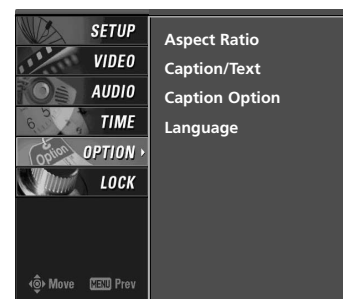 SETUP
VIDEO
AUDIO
TIME
OPTION
LOCK
Aspect Ratio
Caption/Text
Caption Option
Language
Move MENU Prev